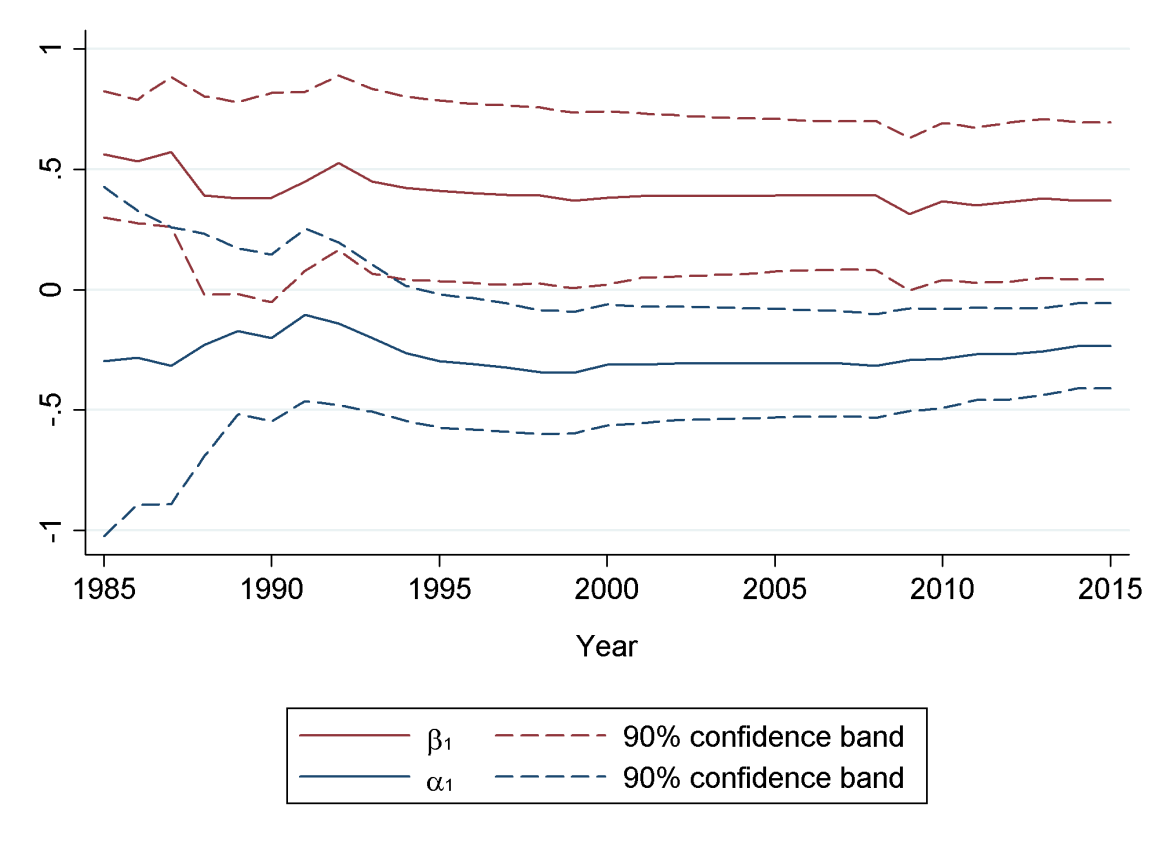 1
.5
0
-.5
-1
1985 1990 1995 2000 2005 2010 2015
Year
β₁ 90% confidence band
α₁ 90% confidence band